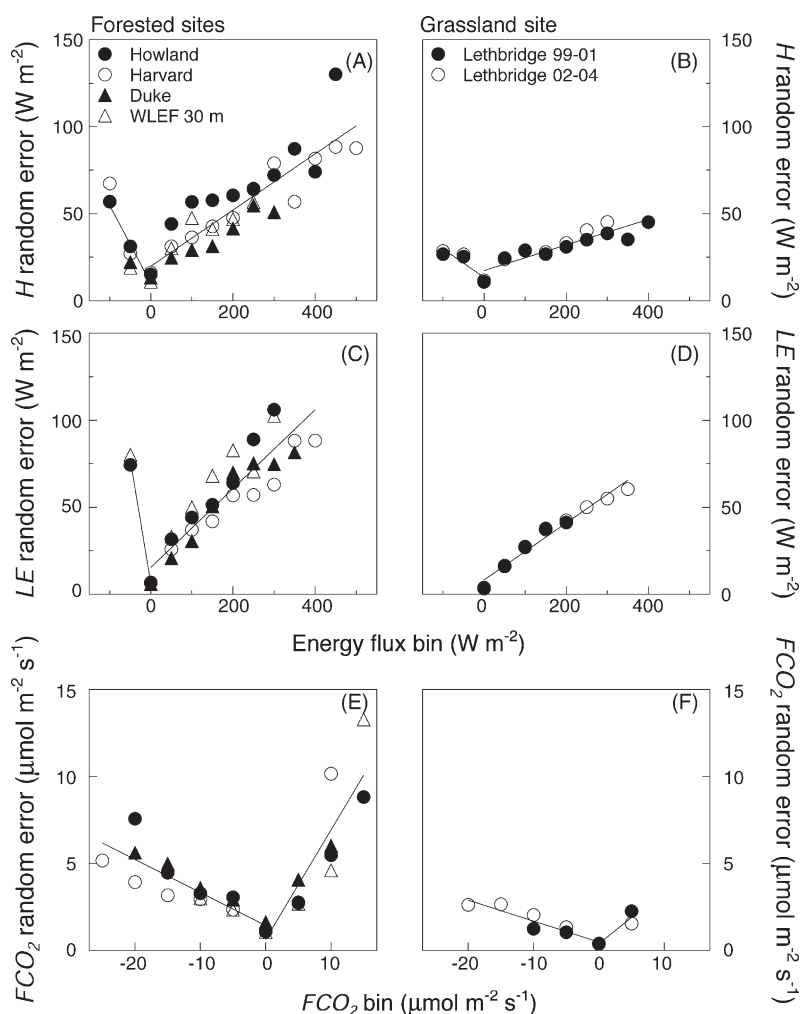 Forested sites
Grassland site
H random error (W m-2)
150
100
50
0
(A)
Howland
Harvard
Duke
WLEF 30 m
0
200
400
(B)
Lethbridge 99-01
Lethbridge 02-04
0
200
400
150
100
50
0
H random error (W m-2)
LE random error (W m-2)
150
100
50
0
(C)
0
200
400
(D)
0
200
400
150
100
50
0
LE random error (W m-2)
Energy flux bin (W m-2)
FCO2 random error (μmol m-2 s-1)
15
10
5
0
(E)
-20
-10
0
10
(F)
-20
-10
0
10
15
10
5
0
FCO2 random error (μmol m-2 s-1)
FCO2 bin (μmol m-2 s-1)